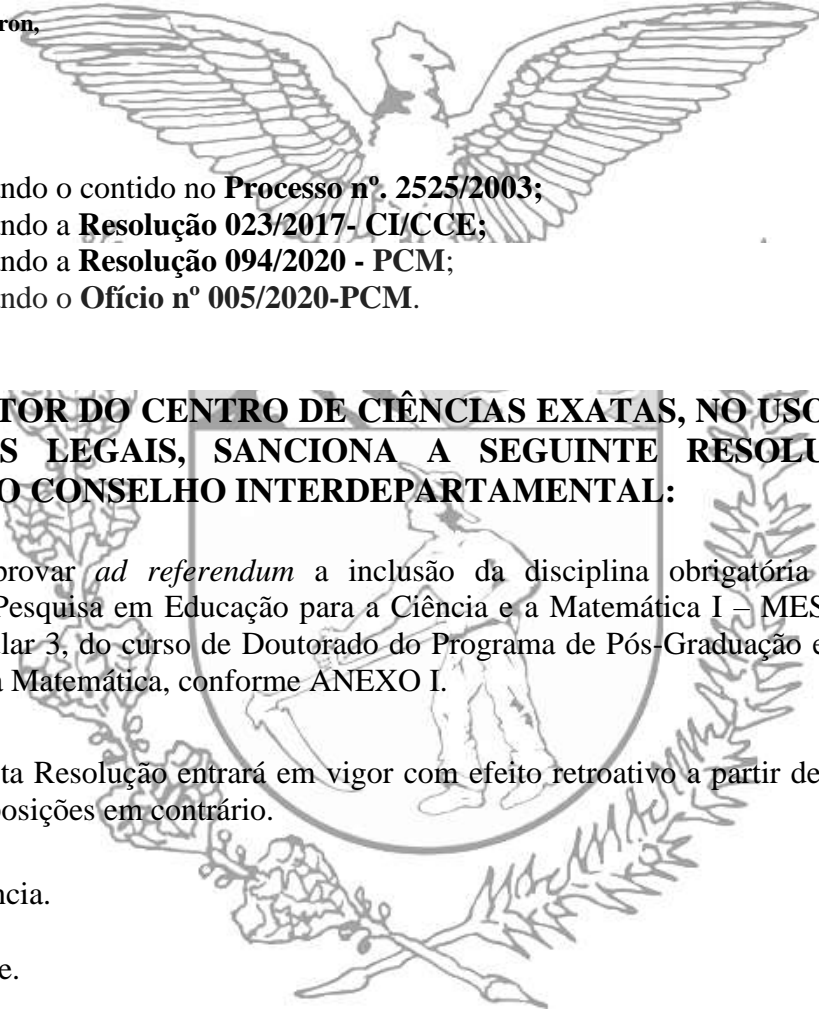 ron,
ndo o contido no Processo nº. 2525/2003;
ndo a Resolução 023/2017- CI/CCE;
ndo a Resolução 094/2020 - PCM;
ndo o Ofício nº 005/2020-PCM.
TOR DO CENTRO DE CIÊNCIAS EXATAS, NO USO
S LEGAIS, SANCIONA A SEGUINTE RESOLU
O CONSELHO INTERDEPARTAMENTAL:
provar ad referendum a inclusão da disciplina obrigatória
Pesquisa em Educação para a Ciência e a Matemática I – MES
lar 3, do curso de Doutorado do Programa de Pós-Graduação e
a Matemática, conforme ANEXO I.
ta Resolução entrará em vigor com efeito retroativo a partir de
posições em contrário.
ncia.
e.